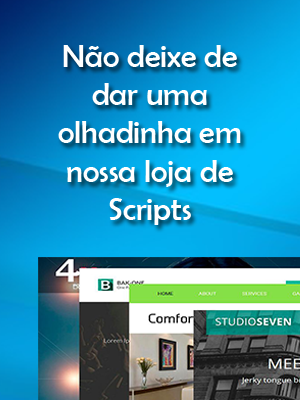 Não deixe de
dar uma
olhadinha em
nossa loja de
Scripts
4
BAK-ONE
HOME ABOUT SERVICES
Comfor
STUDIOSEVEN
Lorem Ip
MEE
Jerky tongue b